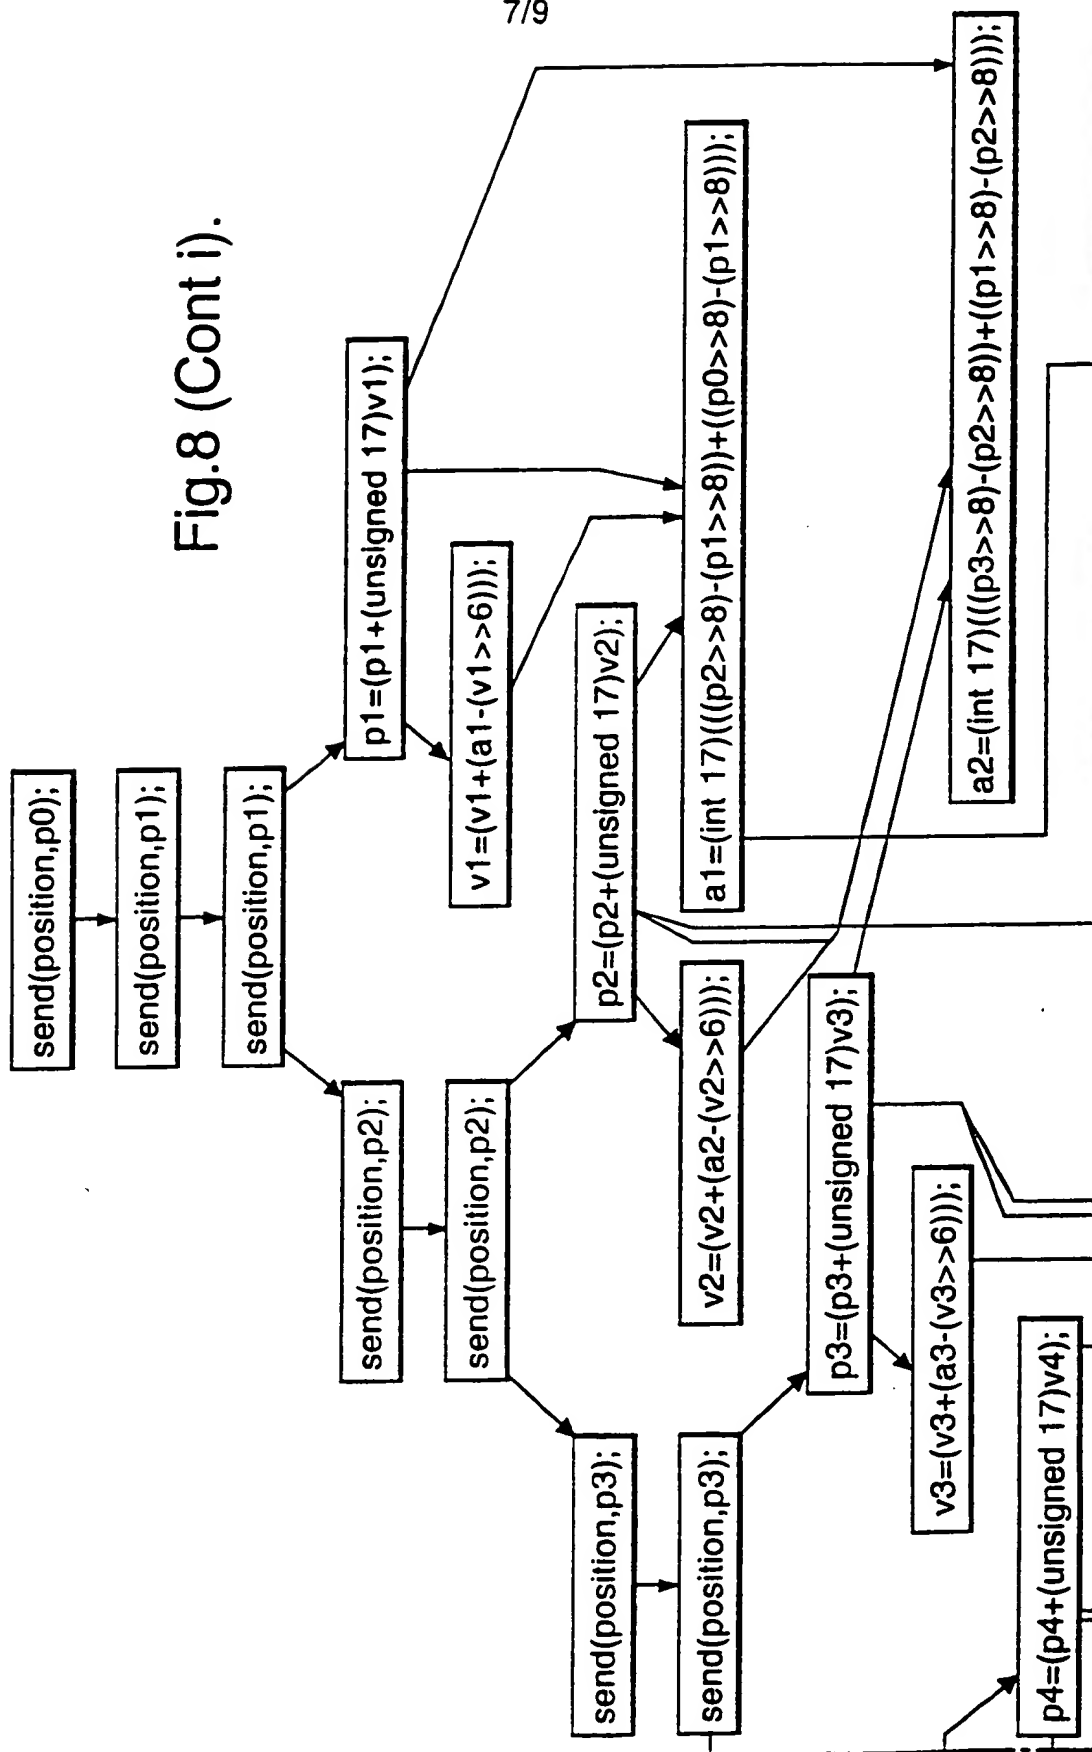 7/9
Fig.8 (Cont i).
send(position,p0);
send(position,p1);
send(position,p1);
p1=(p1+(unsigned 17)v1);
send(position,p2);
v1=(v1+(a1-(v1>>6)));
send(position,p2);
p2=(p2+(unsigned 17)v2);
send(position,p3);
a1=(int 17)(((p2>>8)-(p1>>8))+((p0>>8)-(p1>>8)));
v2=(v2+(a2-(v2>>6)));
send(position,p3);
p3=(p3+(unsigned 17)v3);
v3=(v3+(a3-(v3>>6)));
a2=(int 17)(((p3>>8)-(p2>>8))+((p1>>8)-(p2>>8)));
p4=(p4+(unsigned 17)v4);